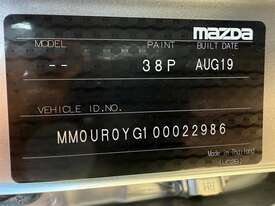 mazda
MODEL PAINT BUILT DATE
-- 38P AUG19
VEHICLE ID.NO.
MM0UR0YG100022986
Made in Thailand